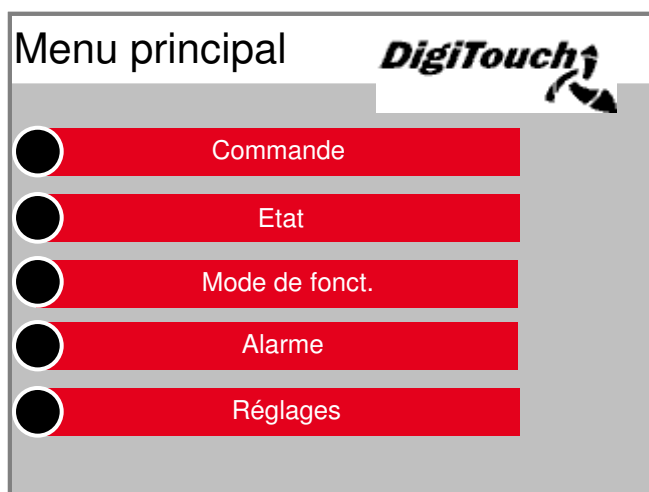 Menu principal
DigiTouch
Commande
Etat
Mode de fonct.
Alarme
Réglages